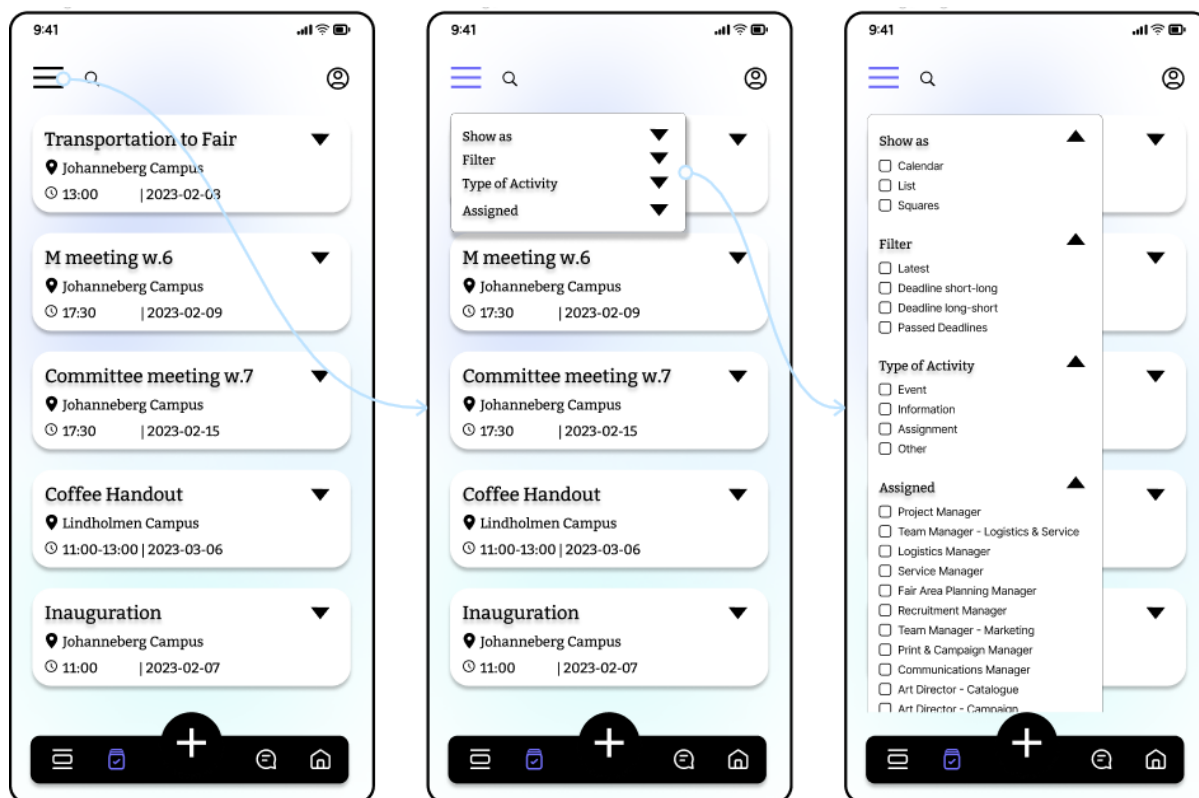 9:41
Transportation to Fair
Johanneberg Campus
13:00 | 2023-02-03
M meeting w.6
Johanneberg Campus
17:30 | 2023-02-09
Committee meeting w.7
Johanneberg Campus
17:30 | 2023-02-15
Coffee Handout
Lindholmen Campus
11:00-13:00 | 2023-03-06
Inauguration
Johanneberg Campus
11:00 | 2023-02-07
9:41
Show as
Filter
Type of Activity
Assigned
M meeting w.6
Johanneberg Campus
17:30 | 2023-02-09
Committee meeting w.7
Johanneberg Campus
17:30 | 2023-02-15
Coffee Handout
Lindholmen Campus
11:00-13:00 | 2023-03-06
Inauguration
Johanneberg Campus
11:00 | 2023-02-07
9:41
Show as
Calendar
List
Squares
Filter
Latest
Deadline short-long
Deadline long-short
Passed Deadlines
Type of Activity
Event
Information
Assignment
Other
Assigned
Project Manager
Team Manager - Logistics & Service
Logistics Manager
Service Manager
Fair Area Planning Manager
Recruitment Manager
Team Manager - Marketing
Print & Campaign Manager
Communications Manager
Art Director - Catalogue
Art Director - Campaign